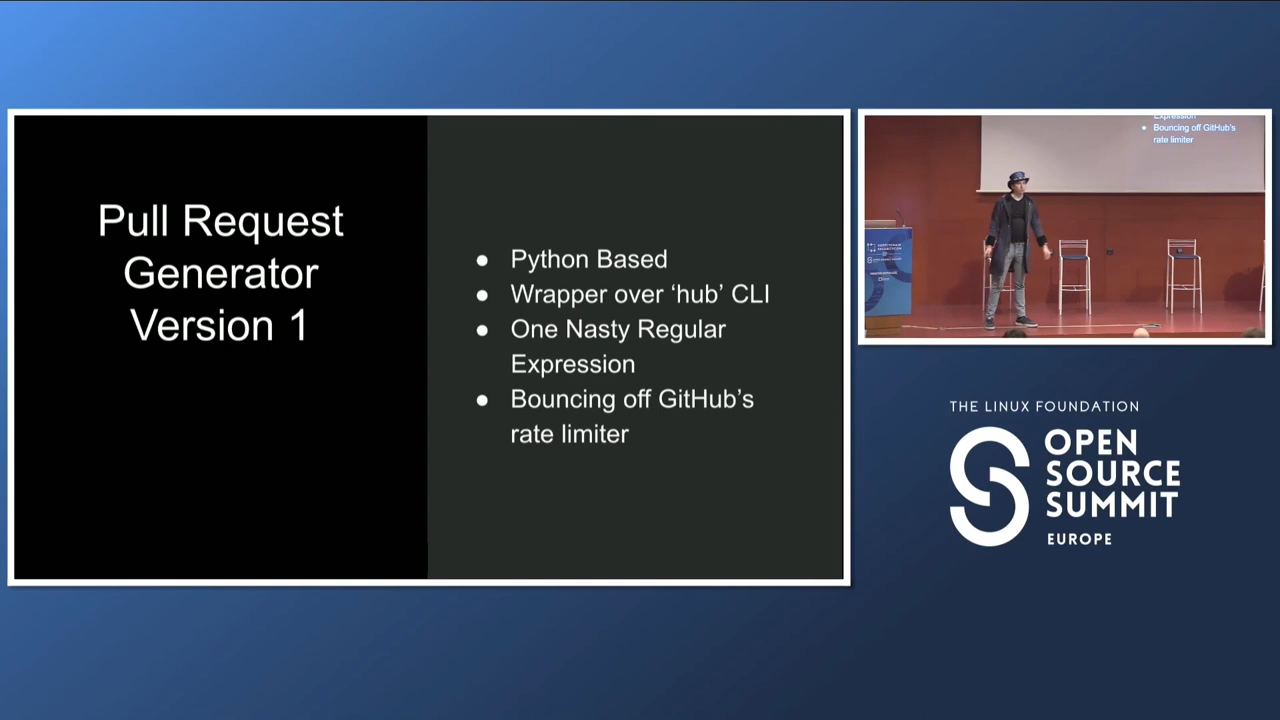 Pull Request
Generator
Version 1
● Python Based
● Wrapper over ‘hub’ CLI
● One Nasty Regular
Expression
● Bouncing off GitHub’s
rate limiter
Expression
● Bouncing off GitHub's
rate limiter
THE LINUX FOUNDATION
OPEN
SOURCE
SUMMIT
EUROPE